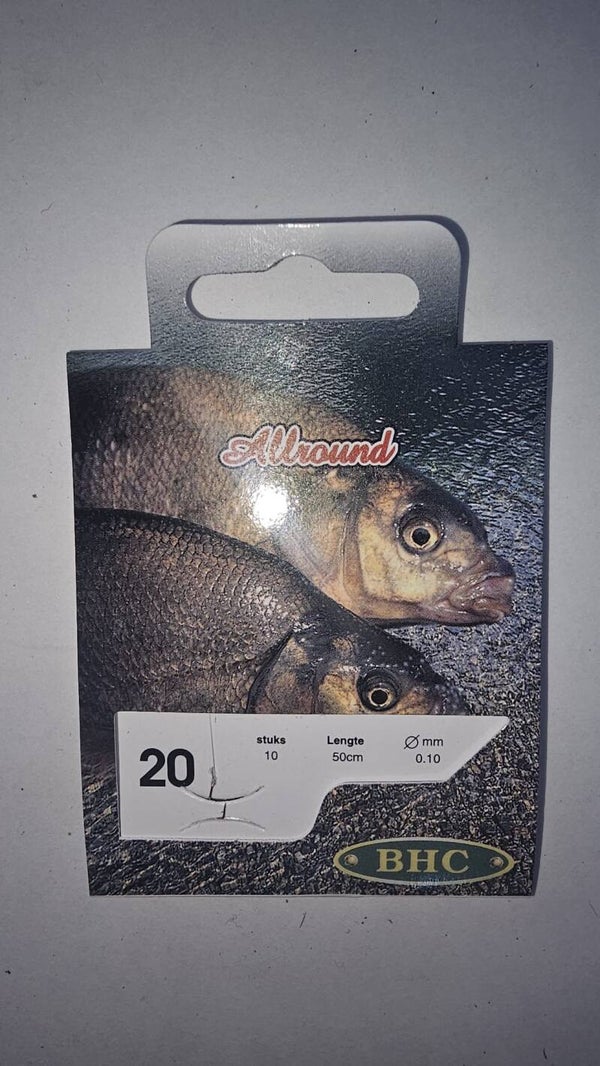 Allround
20
stuks Lengte Ø mm
10 50cm 0.10
BHC